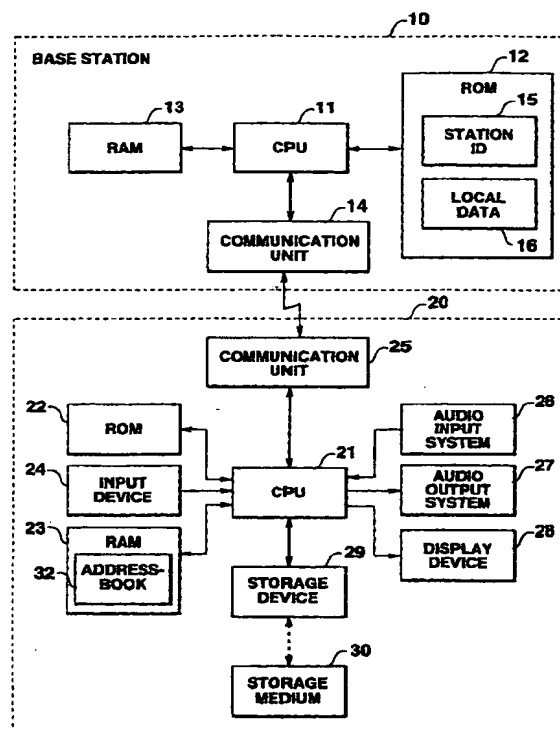 10
BASE STATION
12
ROM
13
RAM
11
CPU
15
STATION
ID
14
COMMUNICATION
UNIT
LOCAL
DATA
16
20
COMMUNICATION
UNIT
25
22
ROM
26
AUDIO
INPUT
SYSTEM
24
INPUT DEVICE
21
CPU
27
AUDIO
OUTPUT
SYSTEM
23
RAM
32
ADDRESS-
BOOK
28
DISPLAY
DEVICE
29
STORAGE
DEVICE
30
STORAGE
MEDIUM